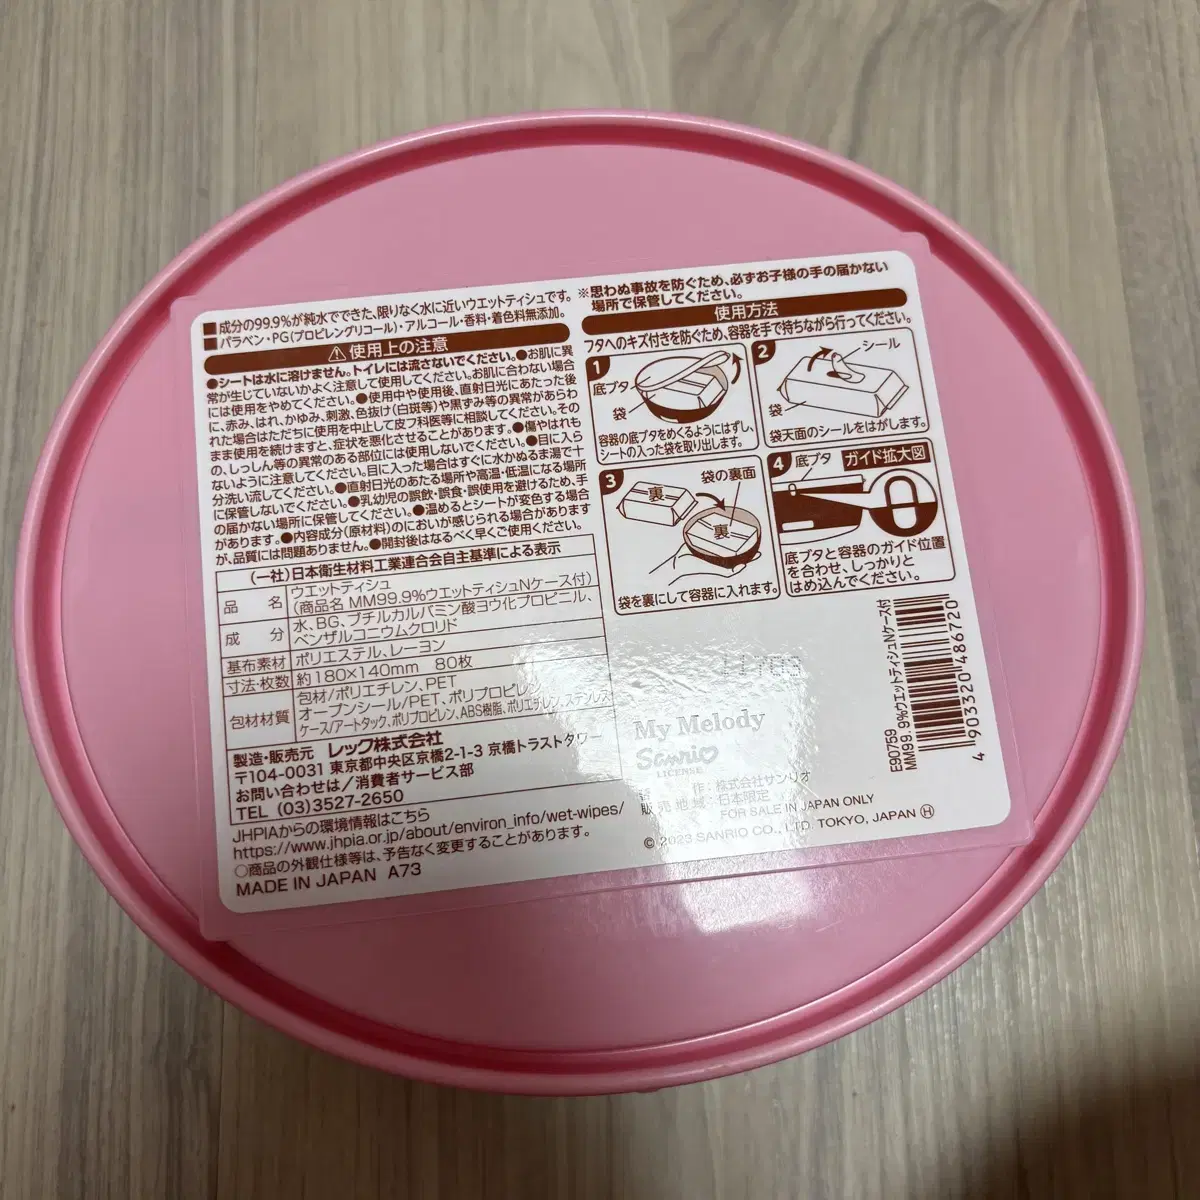 ■成分の99.9%が純水でできた、限りなく水に近いウエットティシュです。
■パラベン・PG(プロピレングリコール)・アルコール・香料・着色料無添加。
⚠使用上の注意
●シートは水に溶けません。トイレには流さないでください。●お肌に異
常が生じていないかよく注意して使用してください。お肌に合わない場合
には使用をやめてください。●使用中や使用後、直射日光にあたった後
に、赤み、はれ、かゆみ、刺激、色抜け(白斑等)や黒ずみ等の異常があらわ
れた場合はただちに使用を中止して皮フ科医等に相談してください。その
まま使用を続けますと、症状を悪化させることがあります。●傷やはれも
の、しっしん等の異常のある部位には使用しないでください。●目に入ら
ないように注意してください。目に入った場合はすぐに水かぬるま湯で十
分洗い流してください。●直射日光のあたる場所や高温・低温になる場所
に保管しないでください。●乳幼児の誤飲・誤食・誤使用を避けるため、手
の届かない場所に保管してください。●温めるとシートが変色する場合
があります。●内容成分(原材料)のにおいが感じられる場合があります
が、品質には問題ありません。●開封後はなるべく早くご使用ください。
(一社)日本衛生材料工業連合会自主基準による表示
品名 ウエットティシュ
(商品名 MM99.9%ウエットティシュNケース付)
成分 水、BG、ブチルカルバミン酸ヨウ化プロピニル、
ベンザルコニウムクロリド
基布素材 ポリエステル、レーヨン
寸法・枚数 約180×140mm 80枚
包材材質 包材/ポリエチレン、PET
オープンシール/PET、ポリプロピレン
ケース/アートタック、ポリプロピレン、ABS樹脂、ポリエチレン、ステンレス
製造・販売元 レック株式会社
〒104-0031 東京都中央区京橋2-1-3 京橋トラストタワー
お問い合わせは/消費者サービス部
TEL (03)3527-2650
JHPIAからの環境情報はこちら
https://www.jhpia.or.jp/about/environ_info/wet-wipes/
○商品の外観仕様等は、予告なく変更することがあります。
MADE IN JAPAN A73
※思わぬ事故を防ぐため、必ずお子様の手の届かない
場所で保管してください。
使用方法
フタへのキズ付きを防ぐため、容器を手で持ちながら行ってください。
1
底ブタ
袋
容器の底ブタをめくるようにはずし、
シートの入った袋を取り出します。
2
シール
袋
袋天面のシールをはがします。
3
袋の裏面
裏
裏
袋を裏にして容器に入れます。
4
底ブタ
ガイド拡大図
底ブタと容器のガイド位置
を合わせ、しっかりと
はめ込んでください。
My Melody
Sanrio
LICENSE
作:株式会社サンリオ
販売地域:日本限定
FOR SALE IN JAPAN ONLY
© 2023 SANRIO CO., LTD. TOKYO, JAPAN Ⓗ
E90759
MM99.9%ウエットティシュNケース付
4 903320 486720